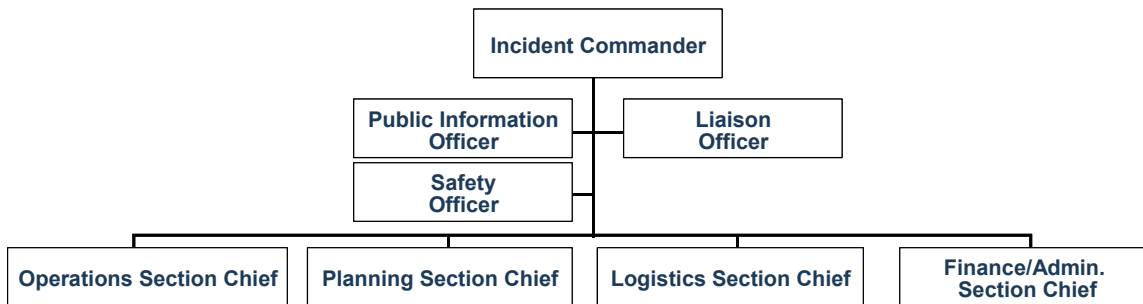 Incident Commander
Public Information
Officer
Liaison
Officer
Safety
Officer
Operations Section Chief
Planning Section Chief
Logistics Section Chief
Finance/Admin.
Section Chief